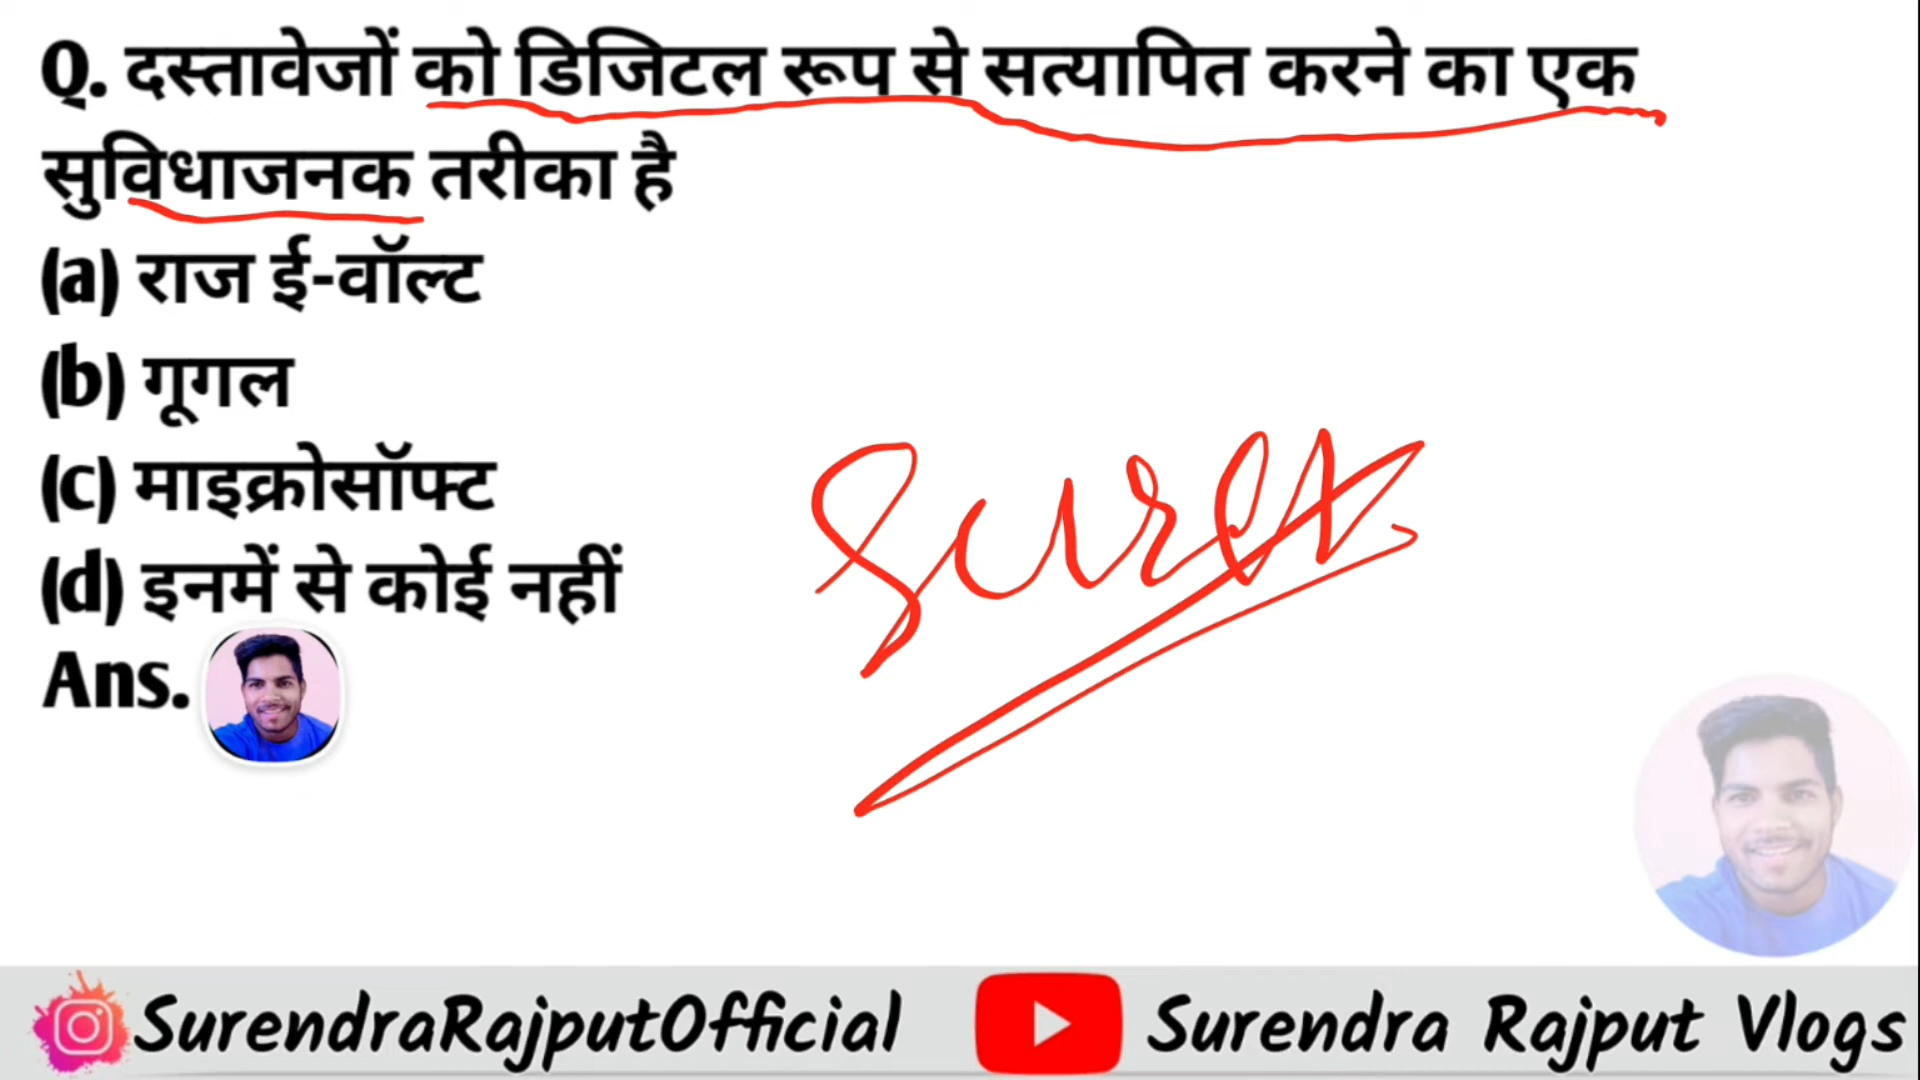 Q. दस्तावेजों को डिजिटल रूप से सत्यापित करने का एक
सुविधाजनक तरीका है
(a) राज ई-वॉल्ट
(b) गूगल
(c) माइक्रोसॉफ्ट
(d) इनमें से कोई नहीं
Ans.
SurendraRajputOfficial
Surendra Rajput Vlogs